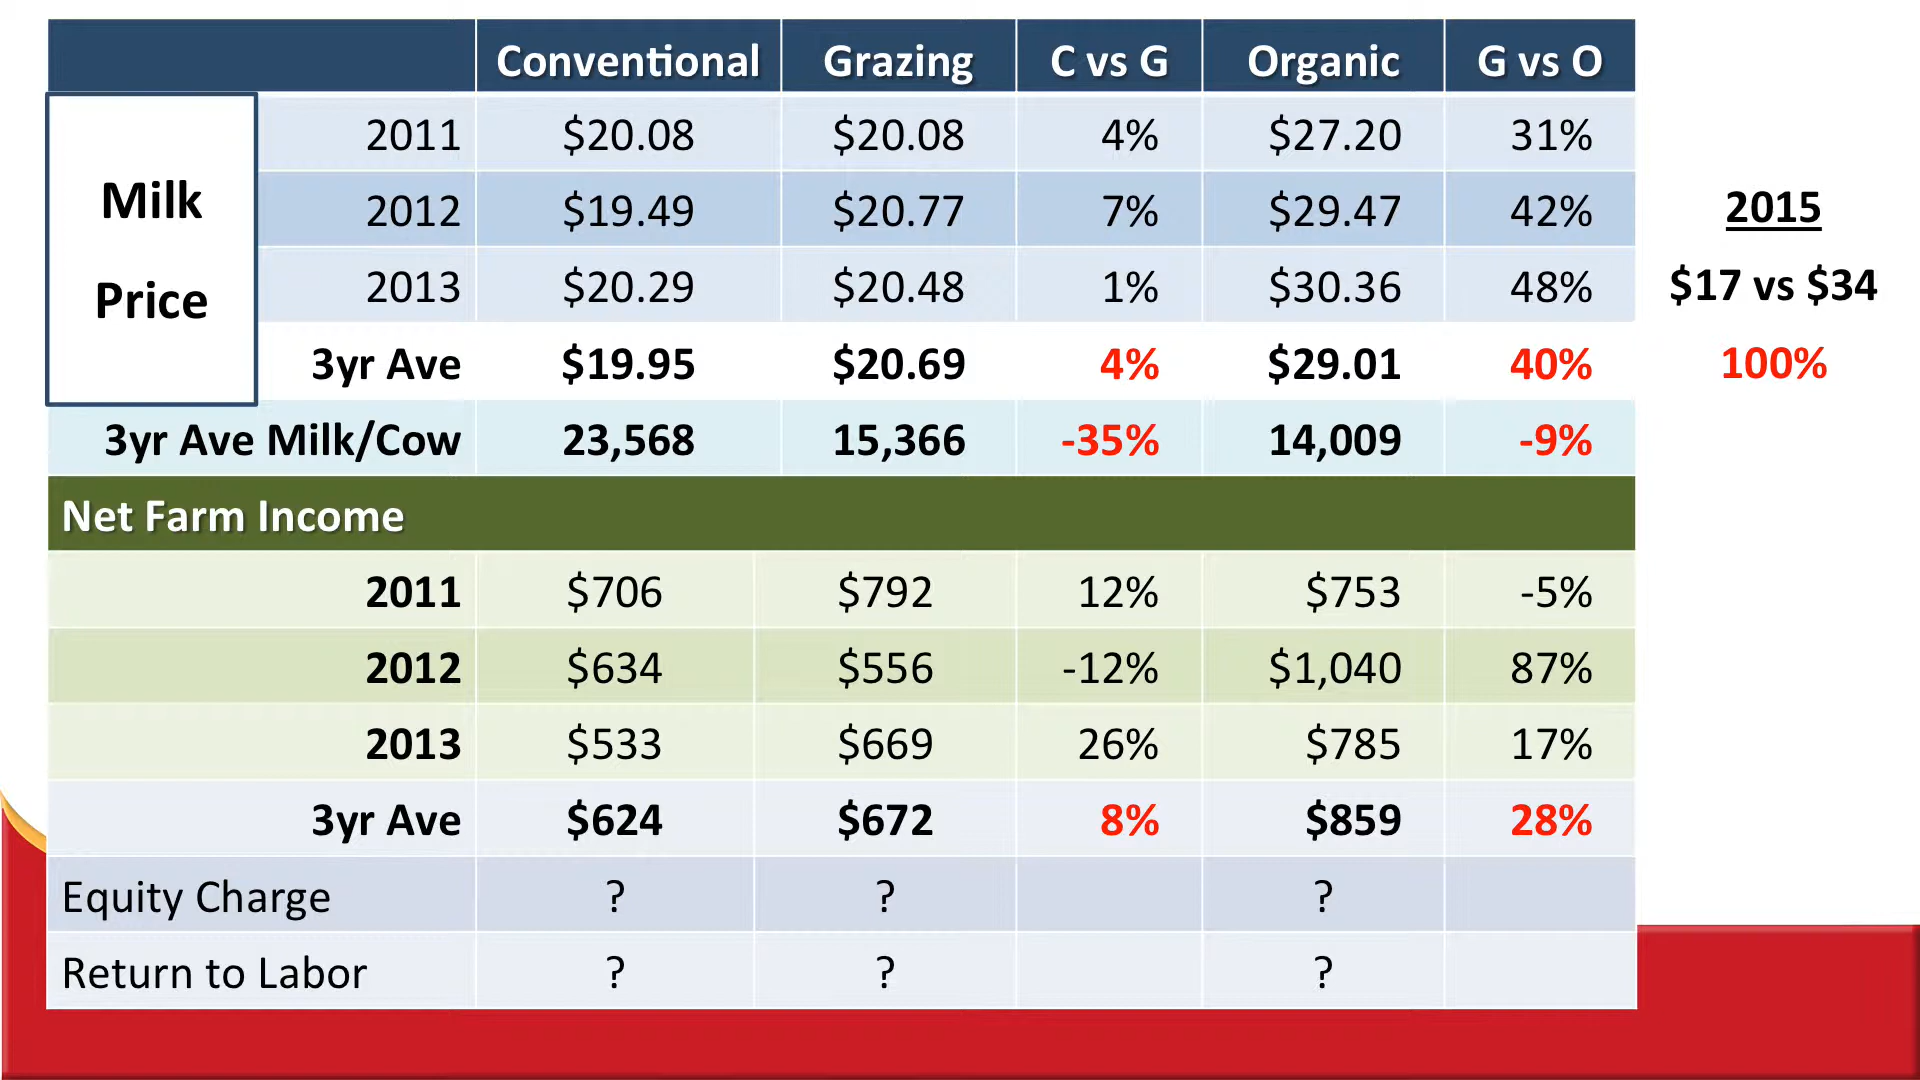 Conventional Grazing C vs G Organic G vs O
Milk Price
2011 $20.08 $20.08 4% $27.20 31%
2012 $19.49 $20.77 7% $29.47 42%
2013 $20.29 $20.48 1% $30.36 48%
3yr Ave $19.95 $20.69 4% $29.01 40%
2015
$17 vs $34
100%
3yr Ave Milk/Cow 23,568 15,366 -35% 14,009 -9%
Net Farm Income
2011 $706 $792 12% $753 -5%
2012 $634 $556 -12% $1,040 87%
2013 $533 $669 26% $785 17%
3yr Ave $624 $672 8% $859 28%
Equity Charge ? ? ?
Return to Labor ? ? ?